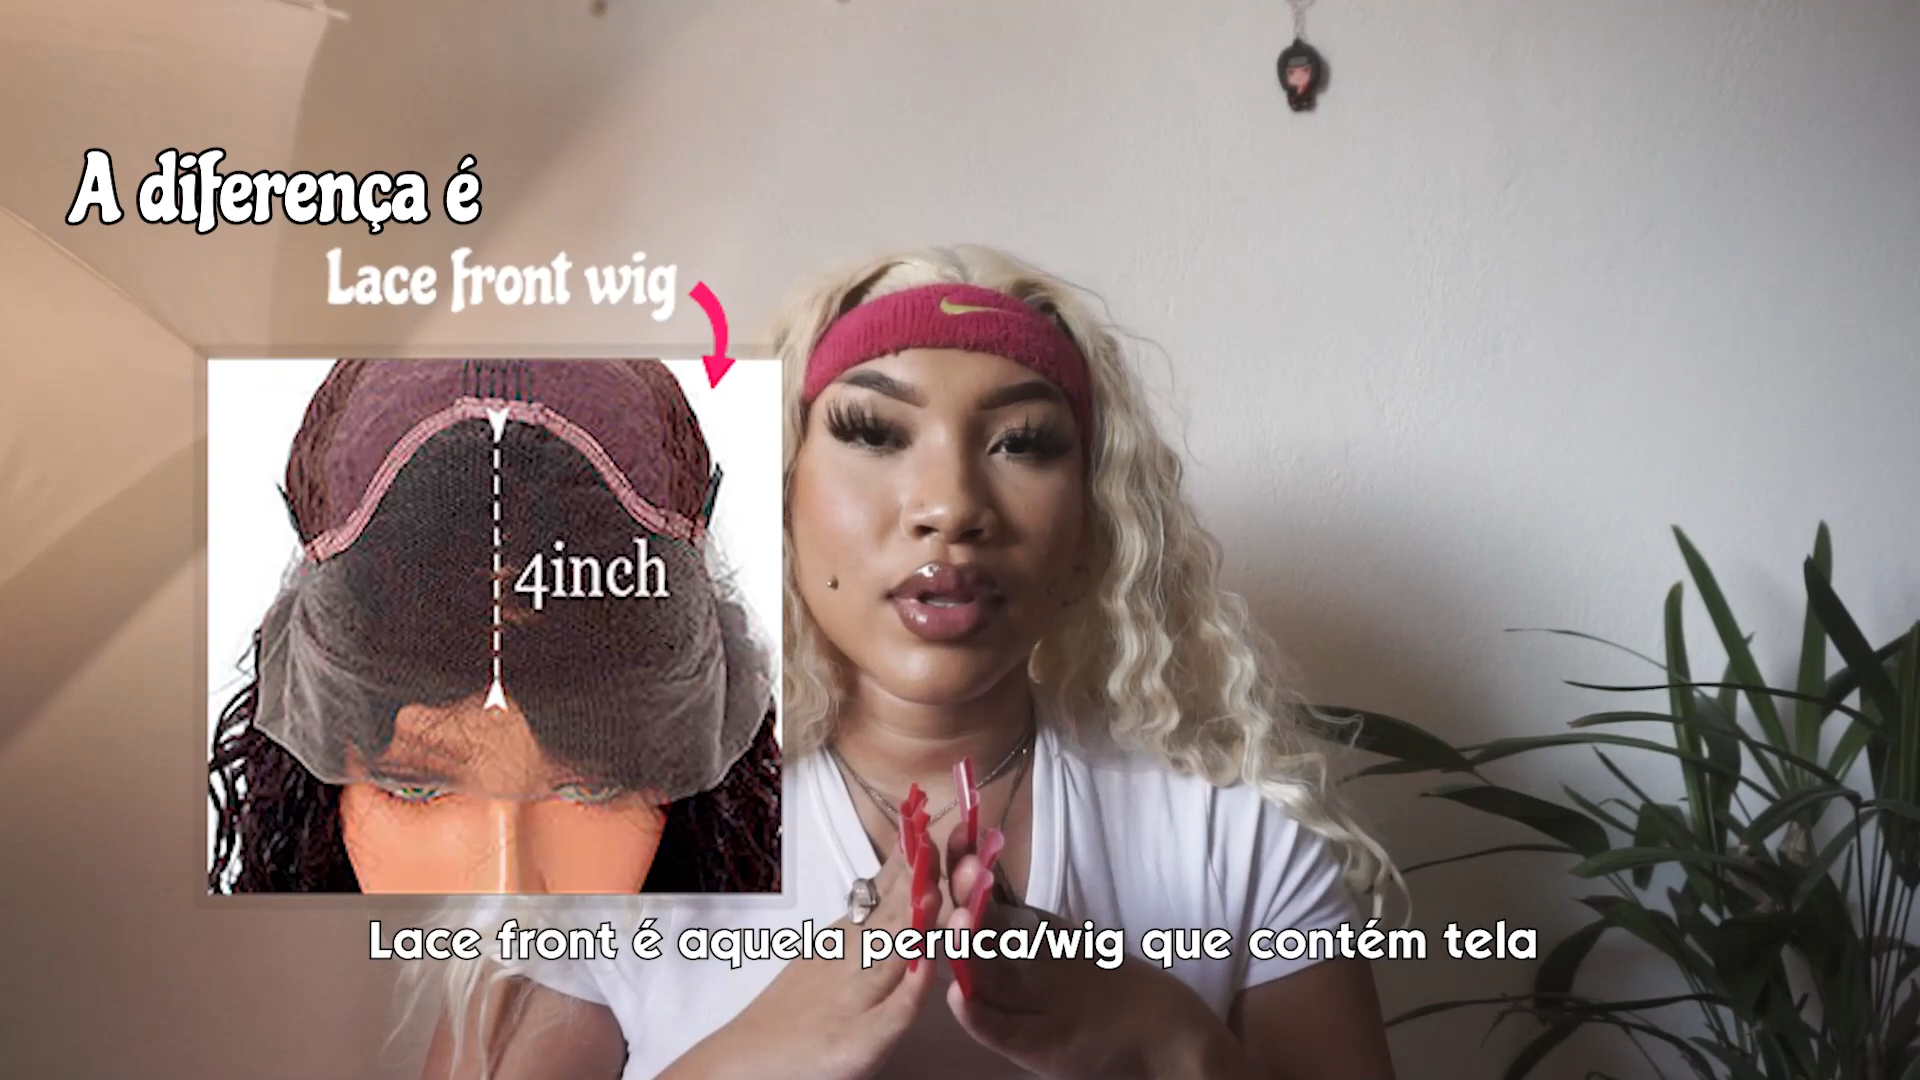 A diferença é
Lace front wig
4inch
Lace front é aquela peruca/wig que contém tela